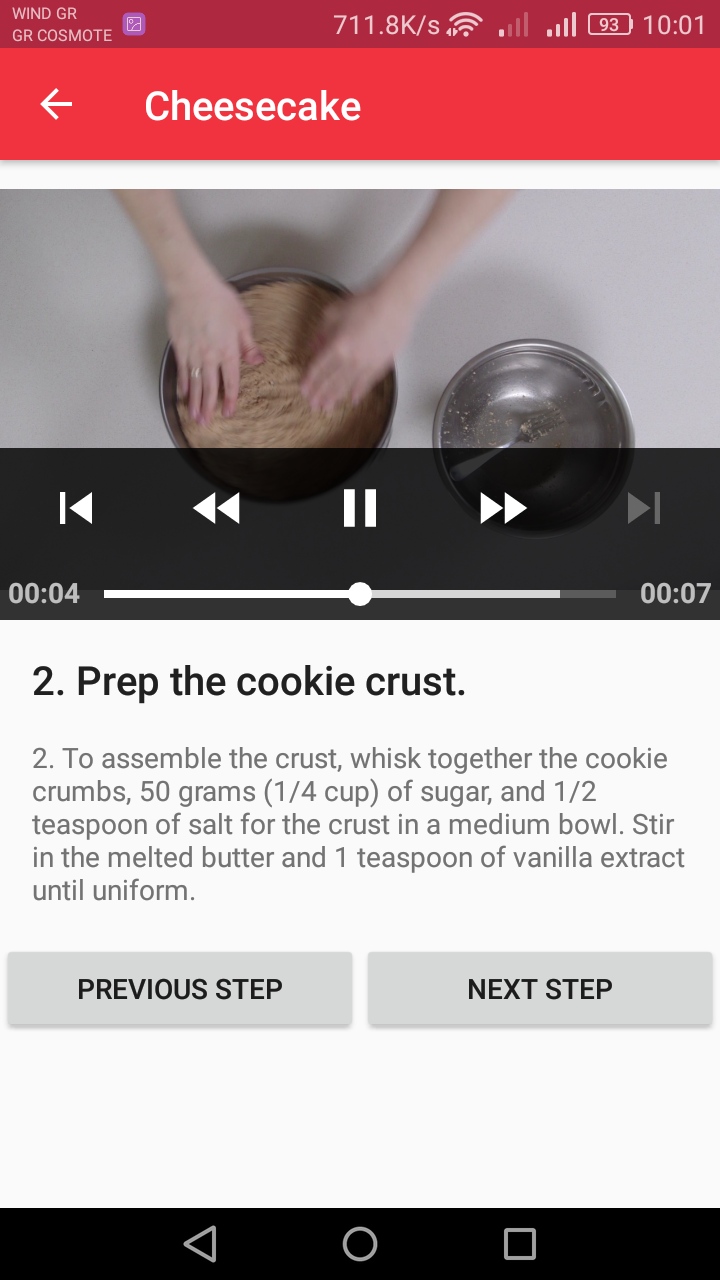 WIND GR
GR COSMOTE
711.8K/s
93
10:01
Cheesecake
00:04
00:07
2. Prep the cookie crust.
2. To assemble the crust, whisk together the cookie
crumbs, 50 grams (1/4 cup) of sugar, and 1/2
teaspoon of salt for the crust in a medium bowl. Stir
in the melted butter and 1 teaspoon of vanilla extract
until uniform.
PREVIOUS STEP
NEXT STEP